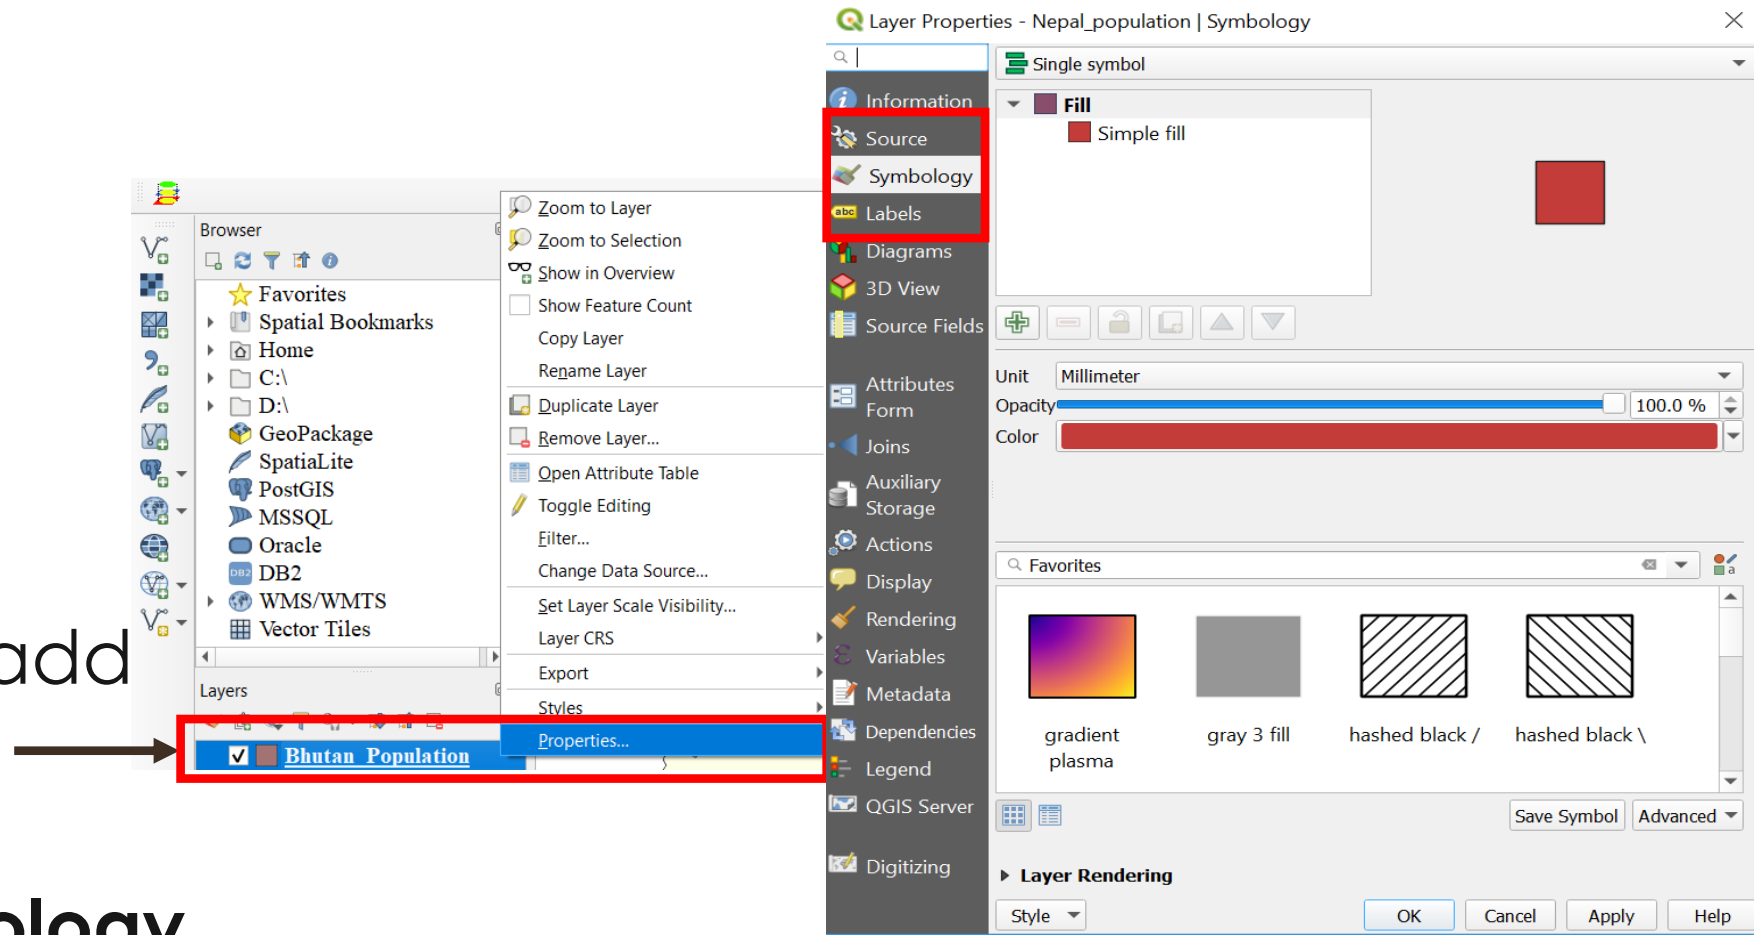 add
ology
Browser
Favorites
Spatial Bookmarks
Home
C:\
D:\
GeoPackage
SpatiaLite
PostGIS
MSSQL
Oracle
DB2
DB2
WMS/WMTS
Vector Tiles
Layers
Bhutan_Population
Zoom to Layer
Zoom to Selection
Show in Overview
Show Feature Count
Copy Layer
Rename Layer
Duplicate Layer
Remove Layer...
Open Attribute Table
Toggle Editing
Filter...
Change Data Source...
Set Layer Scale Visibility...
Layer CRS
Export
Styles
Properties...
Layer Properties - Nepal_population | Symbology
Information
Source
Symbology
abc Labels
Diagrams
3D View
Source Fields
Attributes
Form
Joins
Auxiliary
Storage
Actions
Display
Rendering
Variables
Metadata
Dependencies
Legend
QGIS Server
Digitizing
Single symbol
Fill
Simple fill
Unit Millimeter
Opacity 100.0 %
Color
Favorites
a
gradient
plasma
gray 3 fill
hashed black /
hashed black \
Save Symbol Advanced
Layer Rendering
Style OK Cancel Apply Help